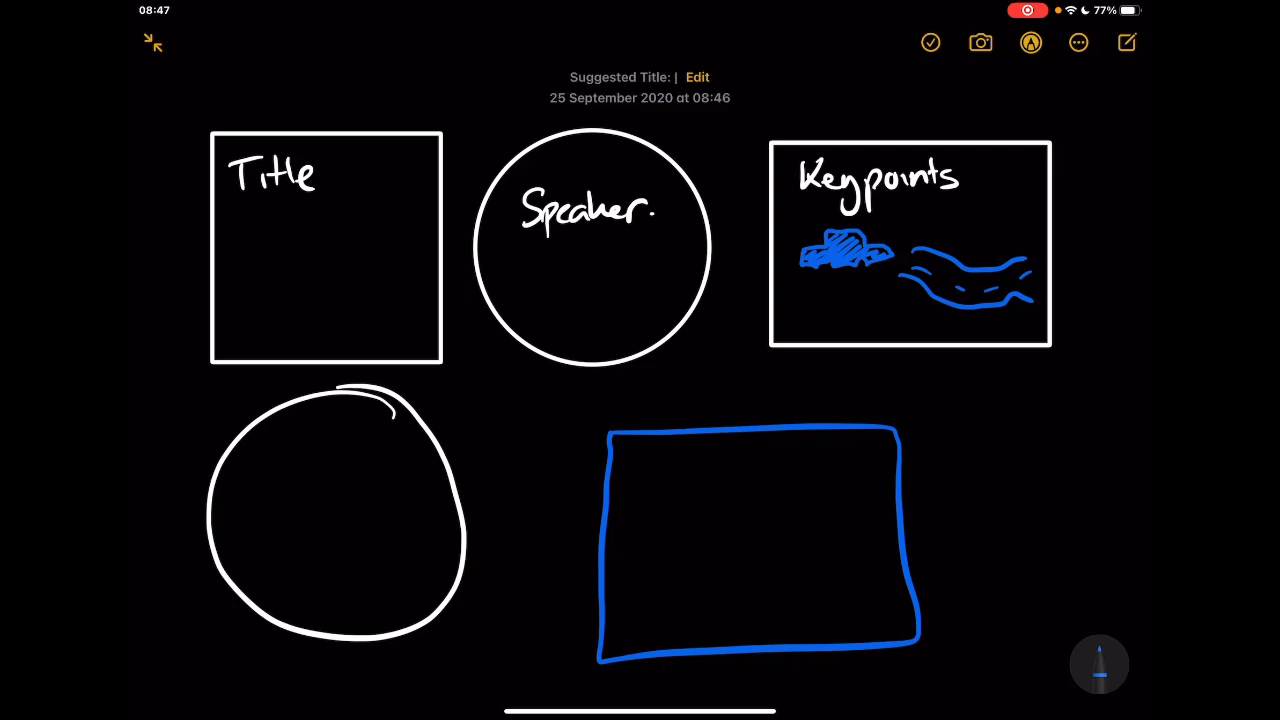 08:47
77%
Suggested Title: | Edit
25 September 2020 at 08:46
Title
Speaker.
Keypoints